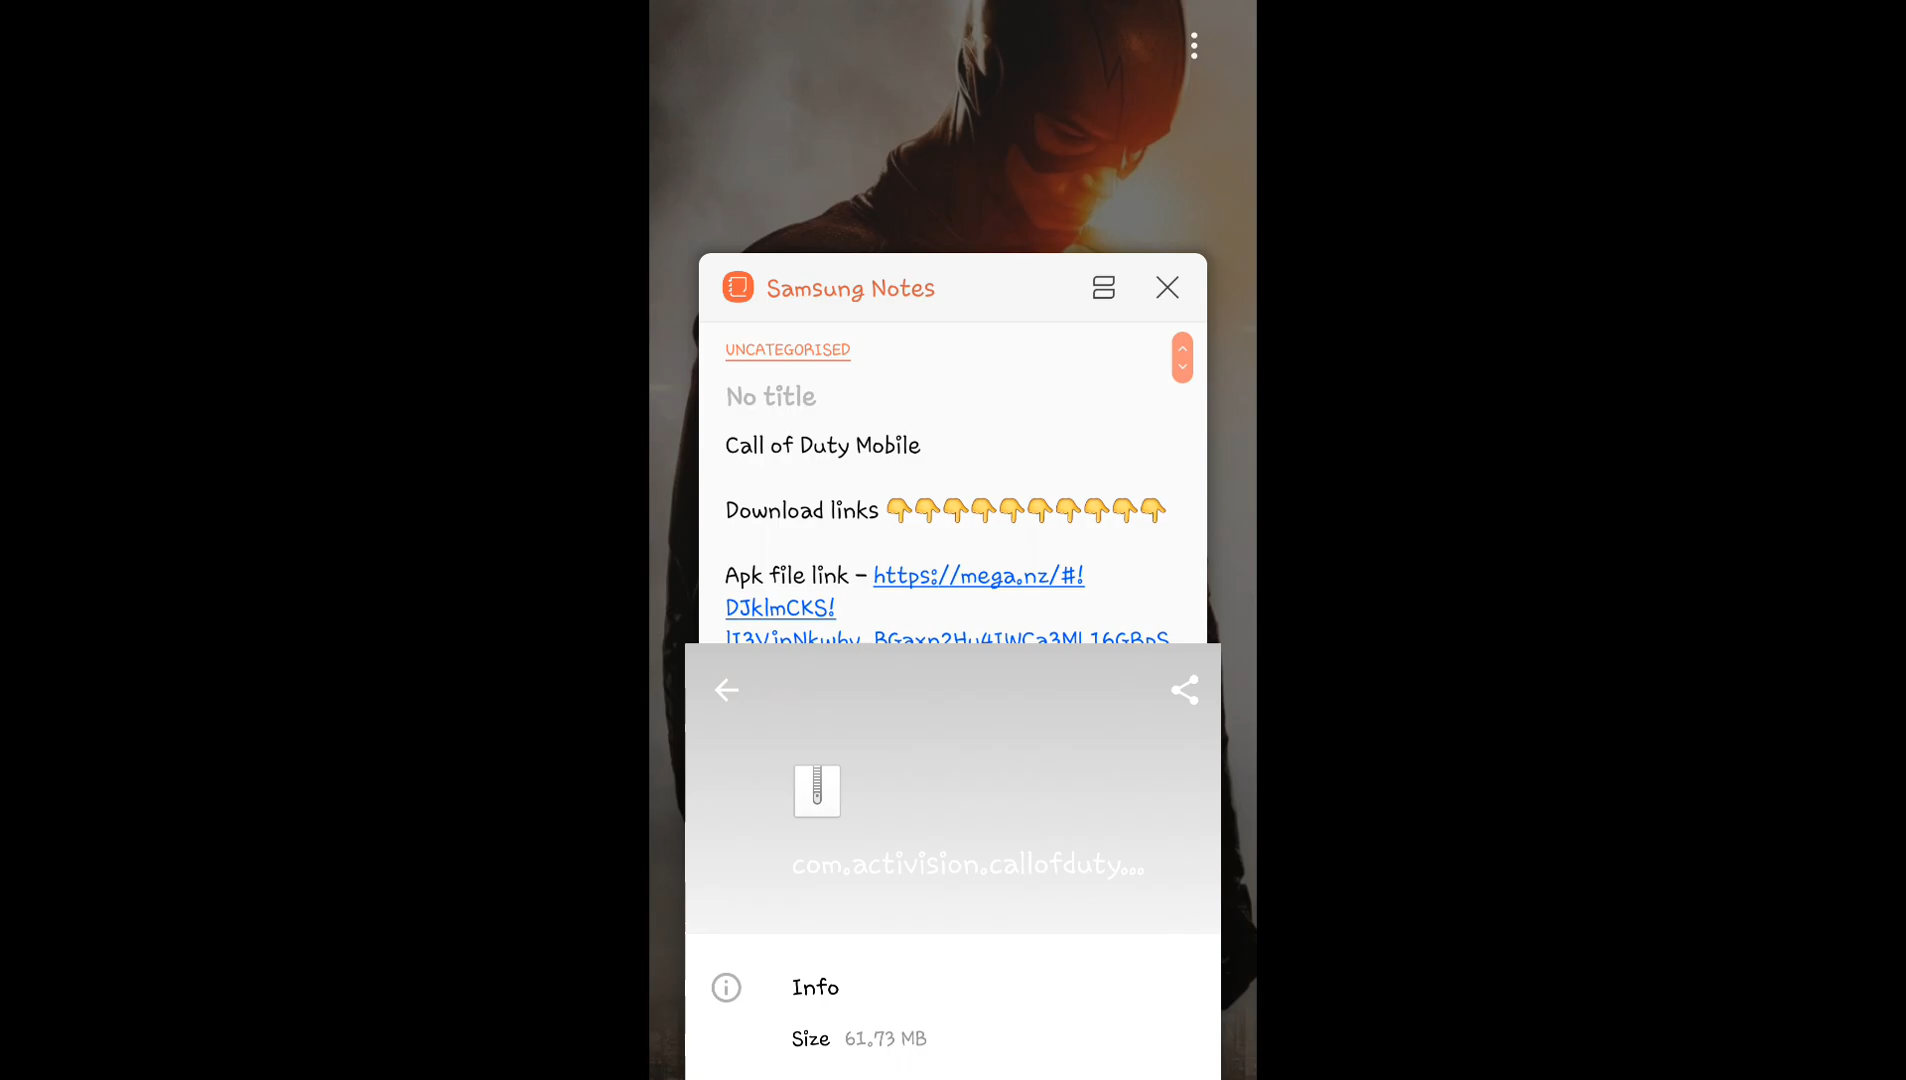 Samsung Notes
UNCATEGORISED
No title
Call of Duty Mobile
Download links 👇👇👇👇👇👇👇👇👇👇
Apk file link - https://mega.nz/#!
DJklmCKS!
com.activision.callofduty...
Info
Size 61.73 MB